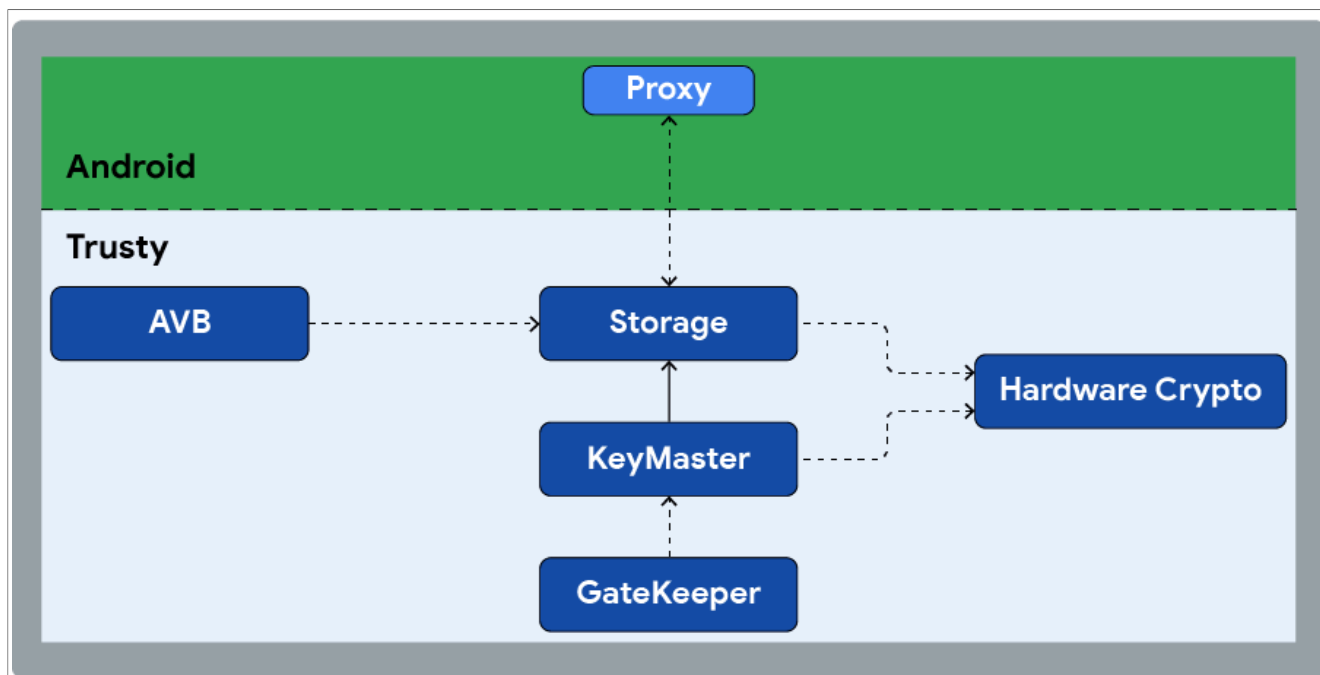 Proxy
Android
Trusty
AVB
Storage
Hardware Crypto
KeyMaster
GateKeeper